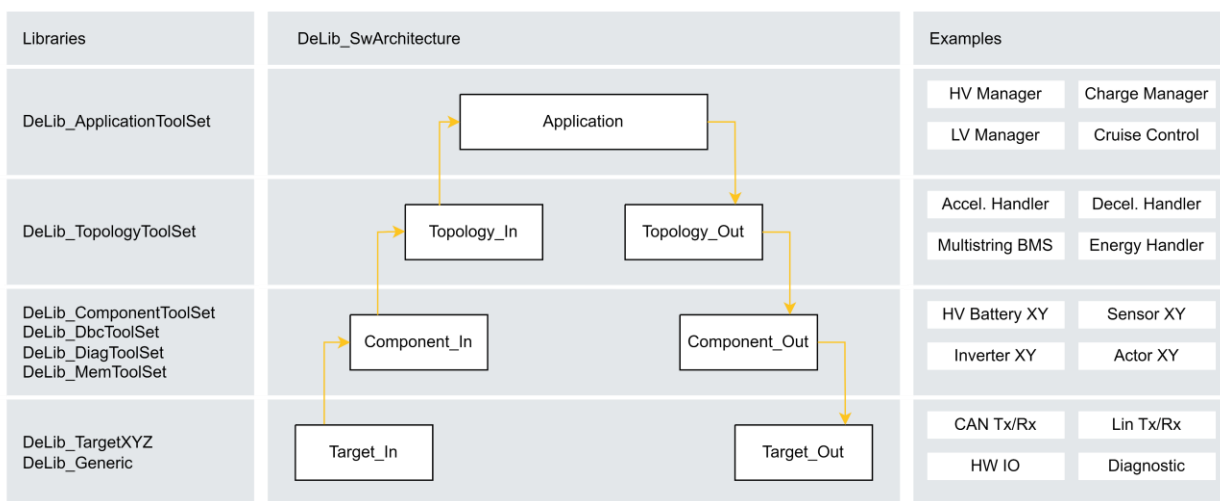 Libraries
DeLib_SwArchitecture
Examples
DeLib_ApplicationToolSet
Application
HV Manager
Charge Manager
LV Manager
Cruise Control
DeLib_TopologyToolSet
Topology_In
Topology_Out
Accel. Handler
Decel. Handler
Multistring BMS
Energy Handler
DeLib_ComponentToolSet
DeLib_DbcToolSet
DeLib_DiagToolSet
DeLib_MemToolSet
Component_In
Component_Out
HV Battery XY
Sensor XY
Inverter XY
Actor XY
DeLib_TargetXYZ
DeLib_Generic
Target_In
Target_Out
CAN Tx/Rx
Lin Tx/Rx
HW IO
Diagnostic